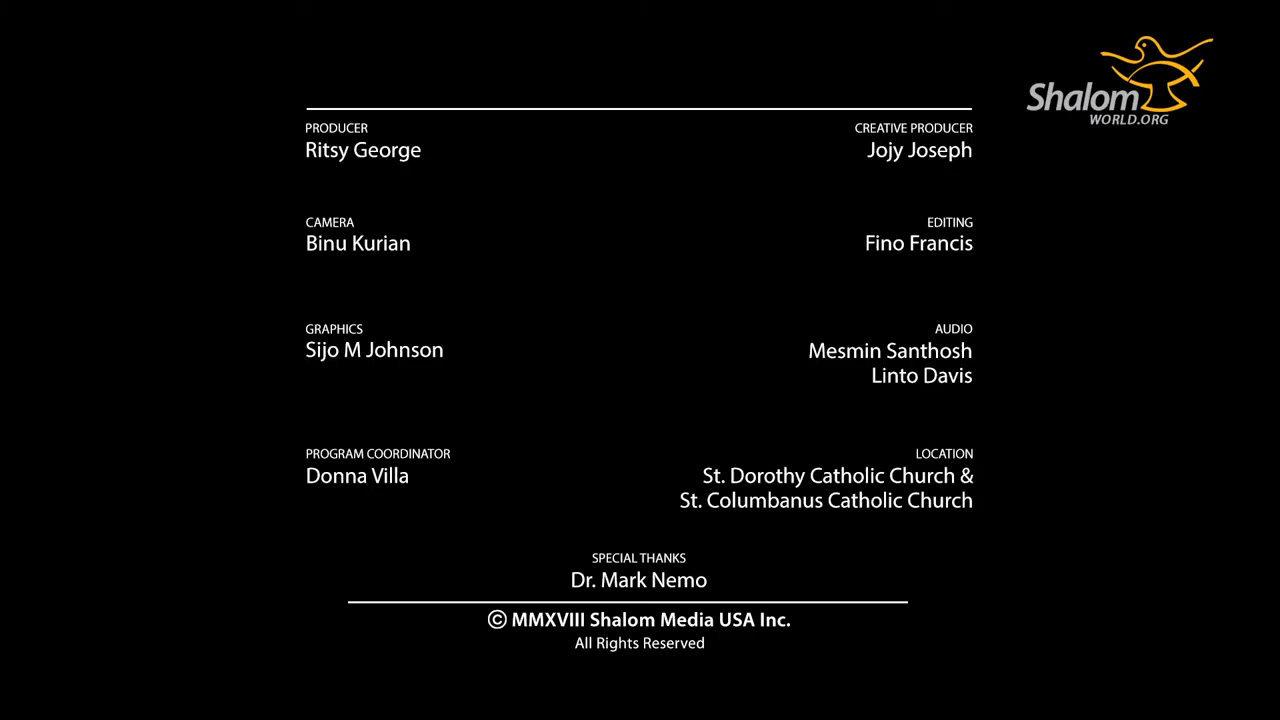 Shalom
WORLD.ORG
PRODUCER
Ritsy George
CREATIVE PRODUCER
Jojy Joseph
CAMERA
Binu Kurian
EDITING
Fino Francis
GRAPHICS
Sijo M Johnson
AUDIO
Mesmin Santhosh
Linto Davis
PROGRAM COORDINATOR
Donna Villa
LOCATION
St. Dorothy Catholic Church &
St. Columbanus Catholic Church
SPECIAL THANKS
Dr. Mark Nemo
© MMXVIII Shalom Media USA Inc.
All Rights Reserved